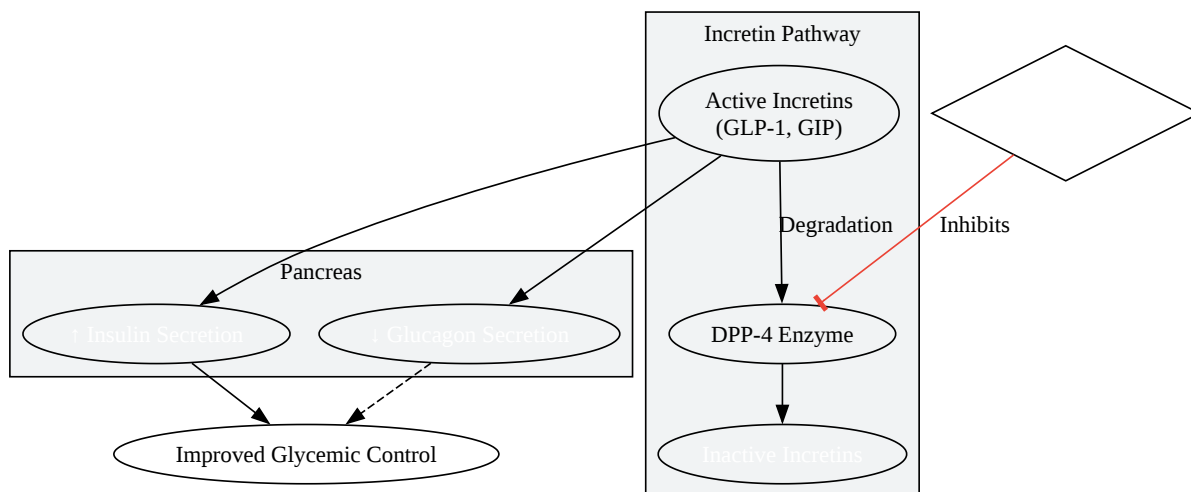 Incretin Pathway
Active Incretins
(GLP-1, GIP)
Degradation
Inhibits
Pancreas
↑ Insulin Secretion
↓ Glucagon Secretion
DPP-4 Enzyme
Improved Glycemic Control
Inactive Incretins